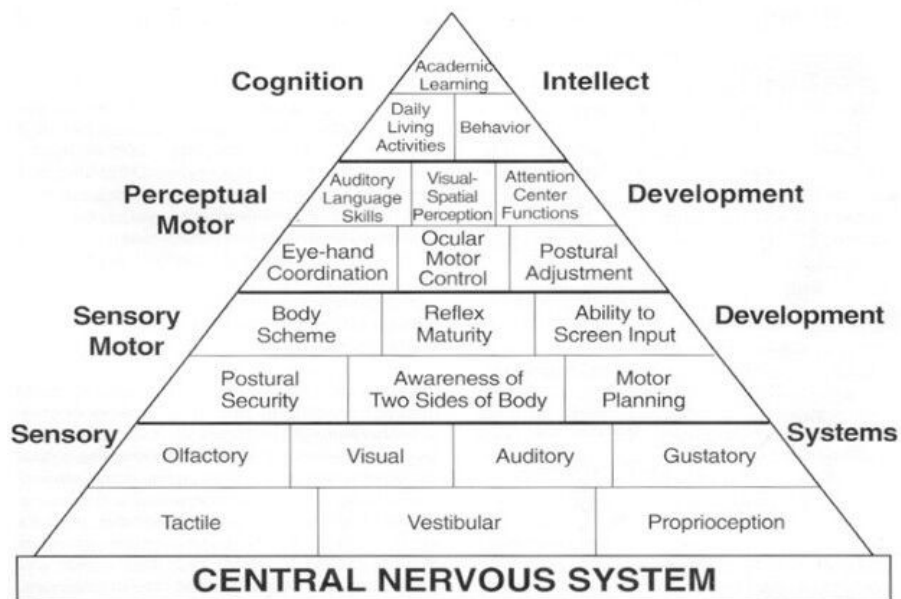 Academic
Learning
Cognition
Intellect
Daily
Living
Activities
Behavior
Perceptual
Motor
Development
Auditory
Language
Skills
Visual-
Spatial
Perception
Attention
Center
Functions
Eye-hand
Coordination
Ocular
Motor
Control
Postural
Adjustment
Sensory
Motor
Development
Body
Scheme
Reflex
Maturity
Ability to
Screen Input
Postural
Security
Awareness of
Two Sides of Body
Motor
Planning
Sensory
Systems
Olfactory
Visual
Auditory
Gustatory
Tactile
Vestibular
Proprioception
CENTRAL NERVOUS SYSTEM